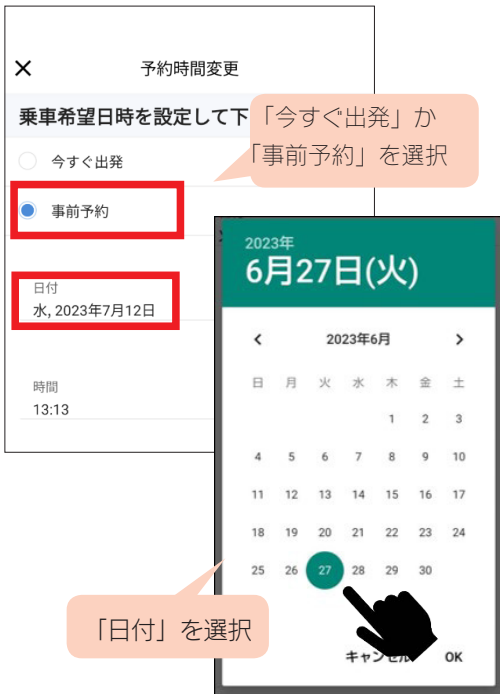 予約時間変更
乗車希望日時を設定して下
「今すぐ出発」か
「事前予約」を選択
今すぐ出発
事前予約
日付
水, 2023年7月12日
時間
13:13
2023年
6月27日(火)
2023年6月
日 月 火 水 木 金 土
1 2 3
4 5 6 7 8 9 10
11 12 13 14 15 16 17
18 19 20 21 22 23 24
25 26 27 28 29 30
「日付」を選択
キャンセル OK